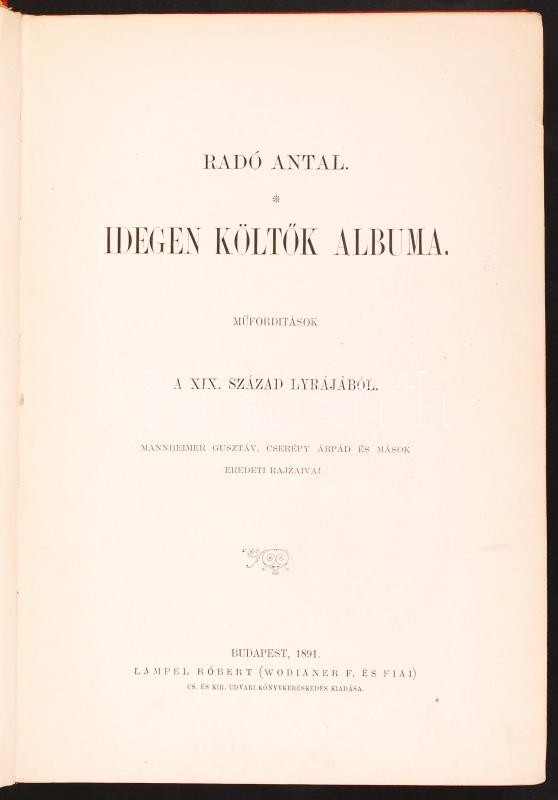 RADÓ ANTAL.
*
IDEGEN KÖLTŐK ALBUMA.
MŰFORDITÁSOK
A XIX. SZÁZAD LYRÁJÁBÓL.
darabanth
MANNHEIMER GUSZTÁV, CSERÉPY ÁRPÁD ÉS MÁSOK
EREDETI RAJZAIVAL.
BUDAPEST, 1891.
LAMPEL RÓBERT (WODIANER F. ÉS FIAI)
CS. ÉS KIR. UDVARI KÖNYVKERESKEDÉS KIADÁSA.